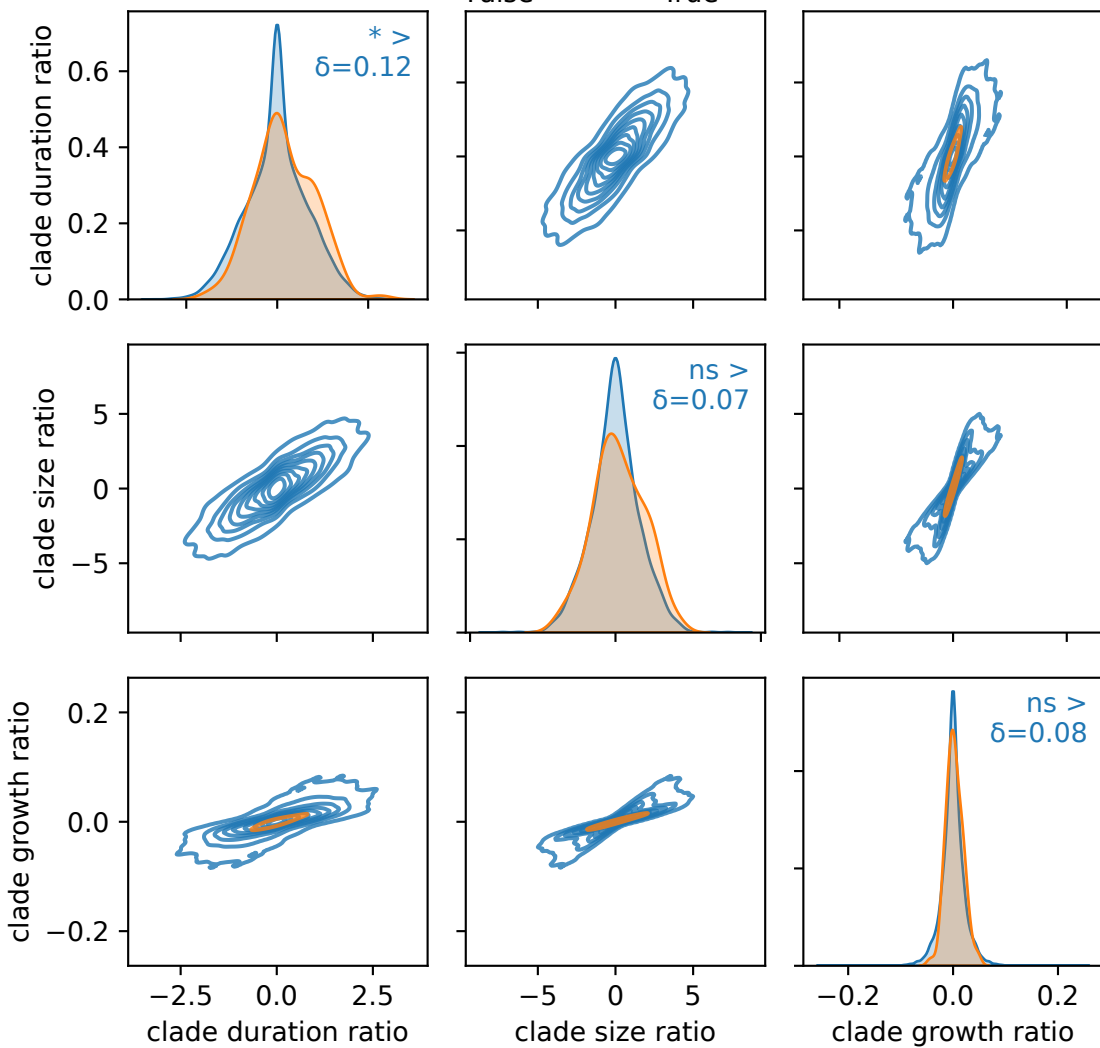 clade duration ratio
0.6
0.4
0.2
0.0
* >
δ=0.12
clade size ratio
5
0
−5
ns >
δ=0.07
clade growth ratio
0.2
0.0
−0.2
ns >
δ=0.08
−2.5 0.0 2.5
−5 0 5
−0.2 0.0 0.2
clade duration ratio
clade size ratio
clade growth ratio